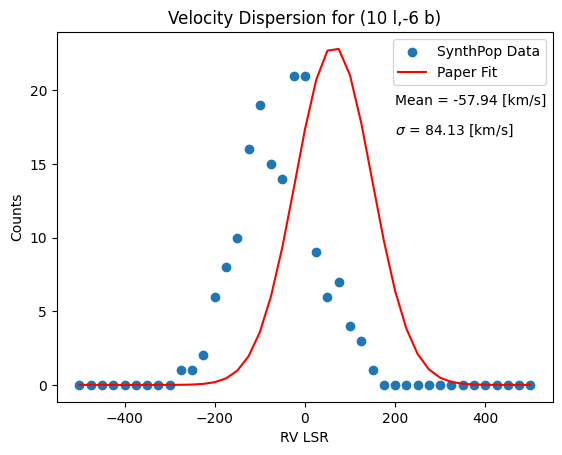 Velocity Dispersion for (10 l,-6 b)
SynthPop Data
Paper Fit
Mean = -57.94 [km/s]
σ = 84.13 [km/s]
Counts
20
15
10
5
0
−400
−200
0
200
400
RV LSR